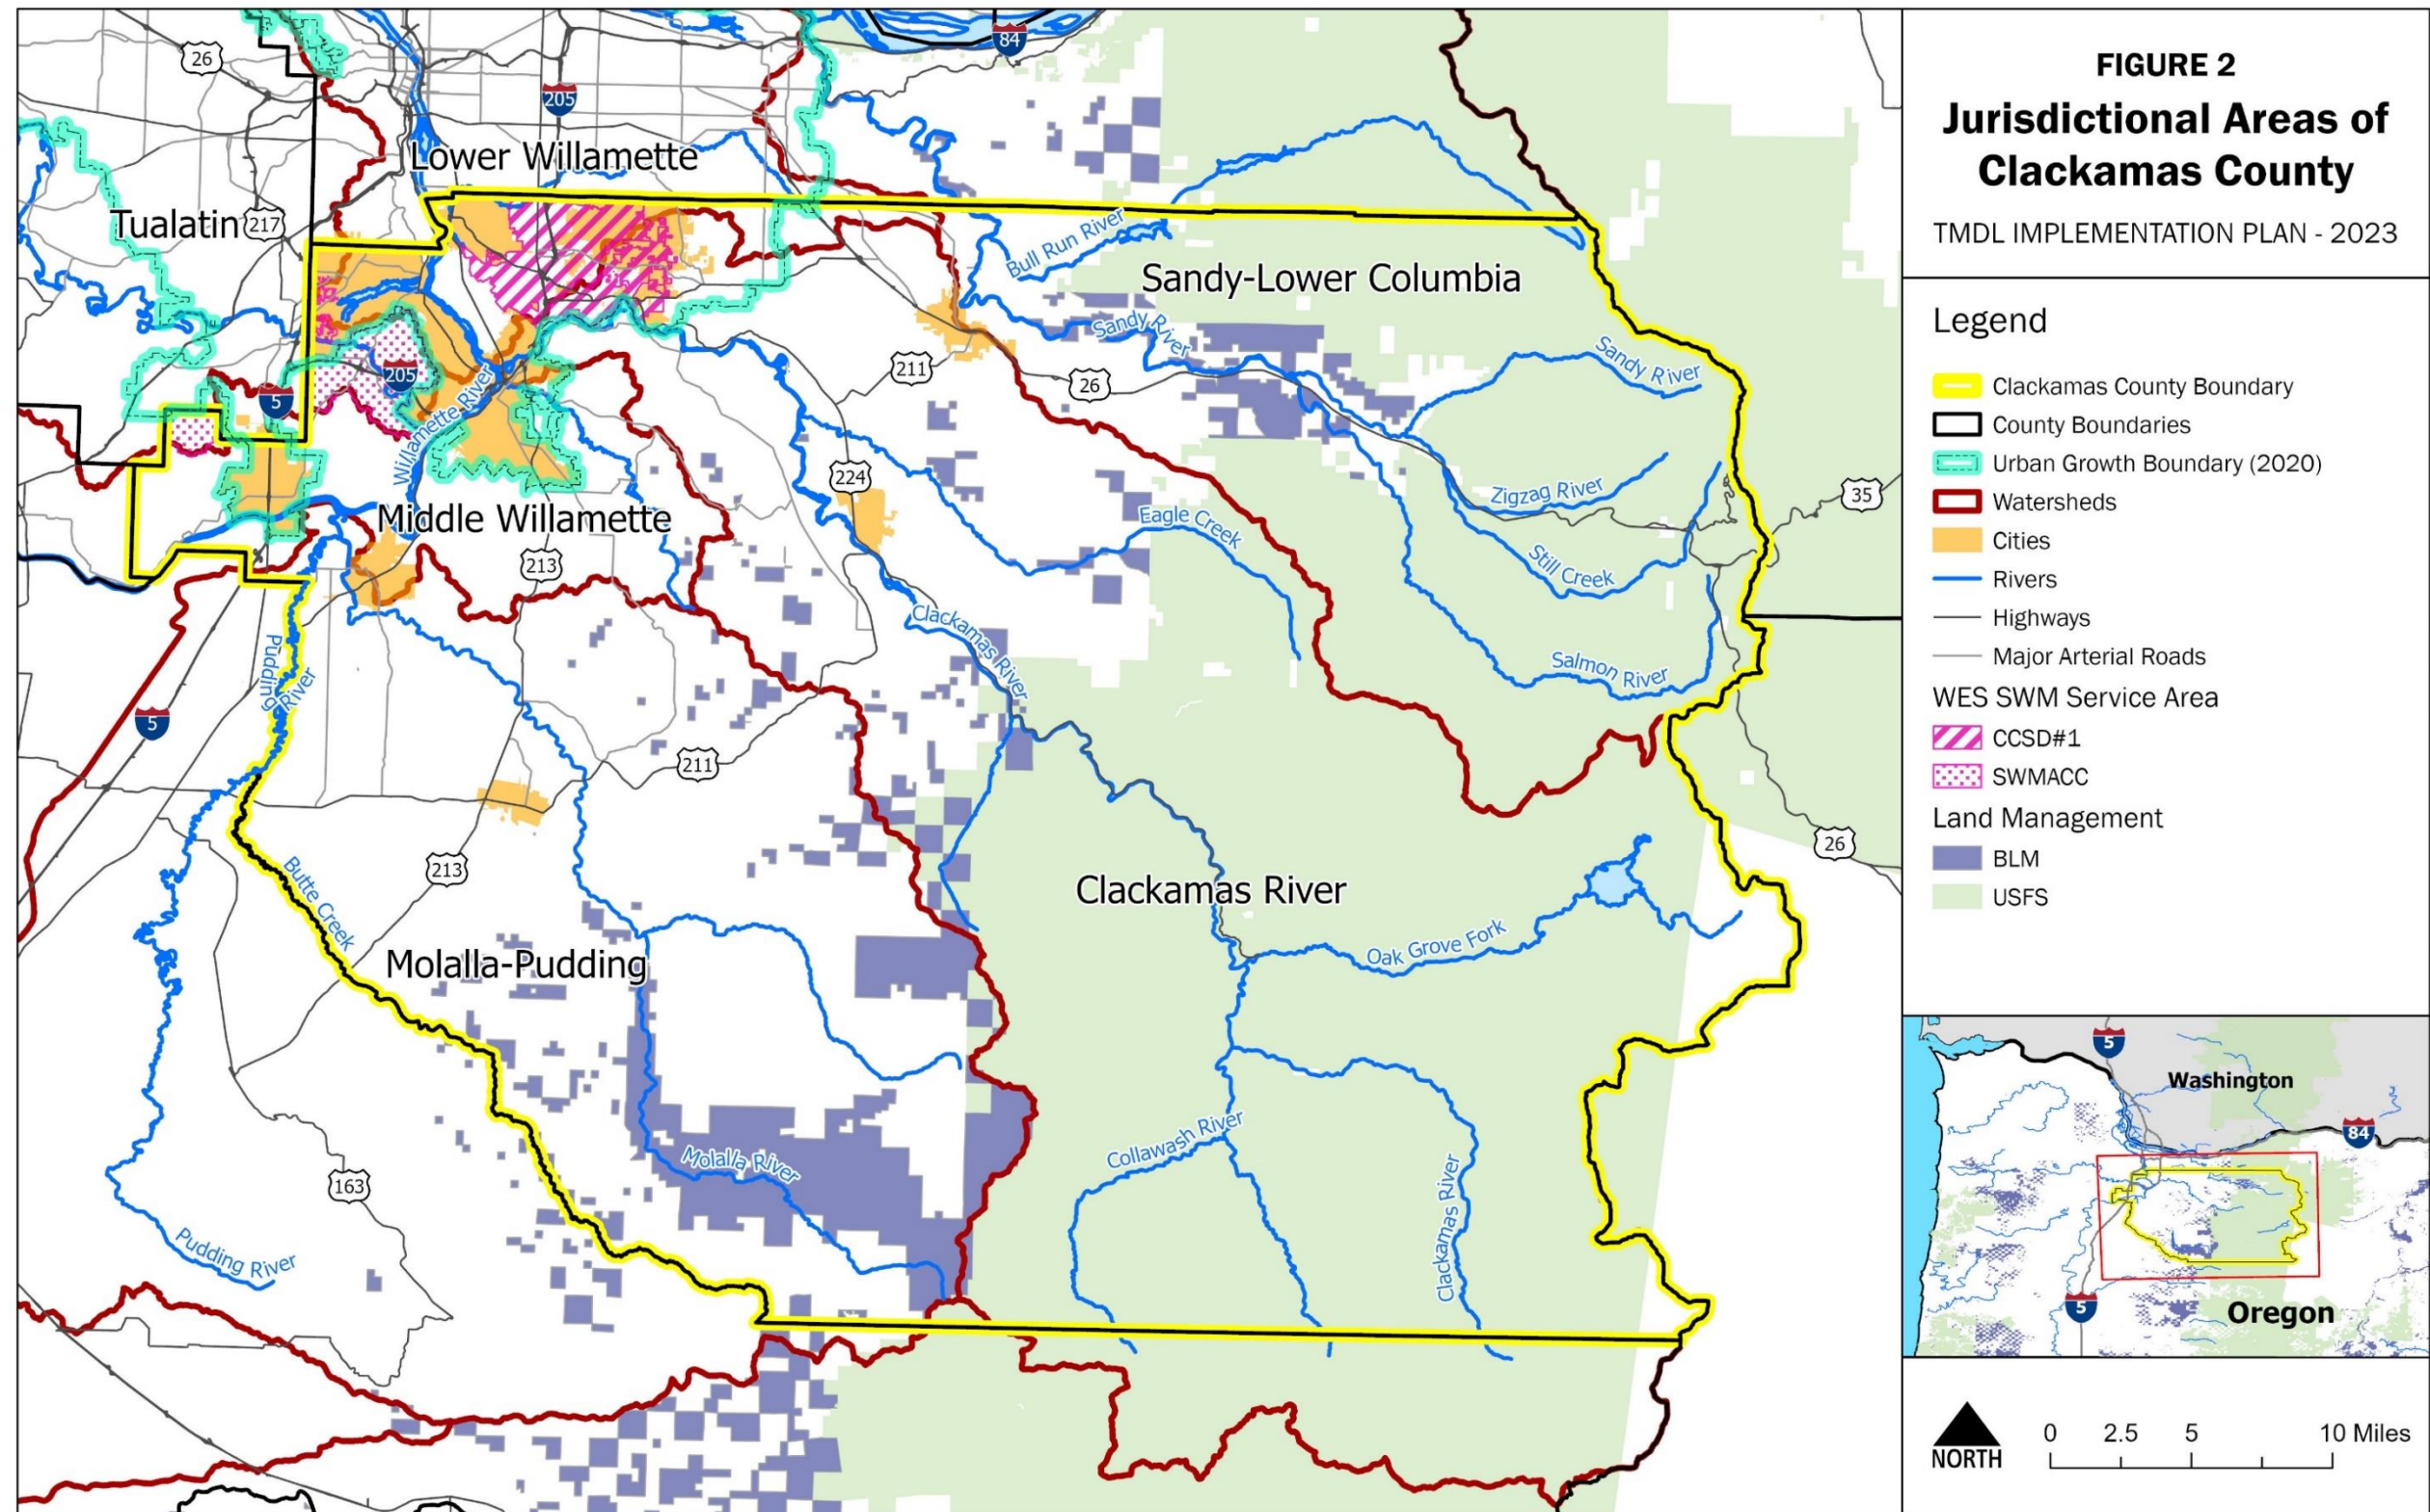 FIGURE 2
Jurisdictional Areas of
Clackamas County
TMDL IMPLEMENTATION PLAN - 2023
Legend
Clackamas County Boundary
County Boundaries
Urban Growth Boundary (2020)
Watersheds
Cities
Rivers
Highways
Major Arterial Roads
WES SWM Service Area
CCSD#1
SWMACC
Land Management
BLM
USFS
5
Washington
84
5
Oregon
NORTH
0 2.5 5 10 Miles
84
26
205
Lower Willamette
Tualatin
217
Bull Run River
Sandy-Lower Columbia
Sandy River
Sandy River
211
26
205
5
Willamette River
224
35
Zigzag River
Middle Willamette
Eagle Creek
213
Still Creek
Clackamas River
Salmon River
Pudding River
5
211
26
213
Butte Creek
Clackamas River
Oak Grove Fork
Molalla-Pudding
Collawash River
Molalla River
163
Clackamas River
Pudding River